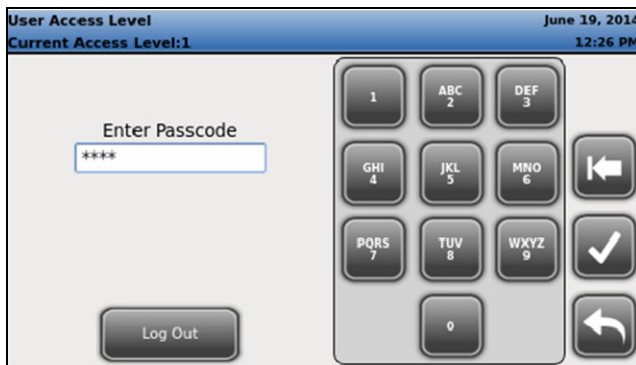 User Access Level June 19, 2014
Current Access Level:1 12:26 PM
Enter Passcode
****
1
ABC
2
DEF
3
GHI
4
JKL
5
MNO
6
PQRS
7
TUV
8
WXYZ
9
0
Log Out